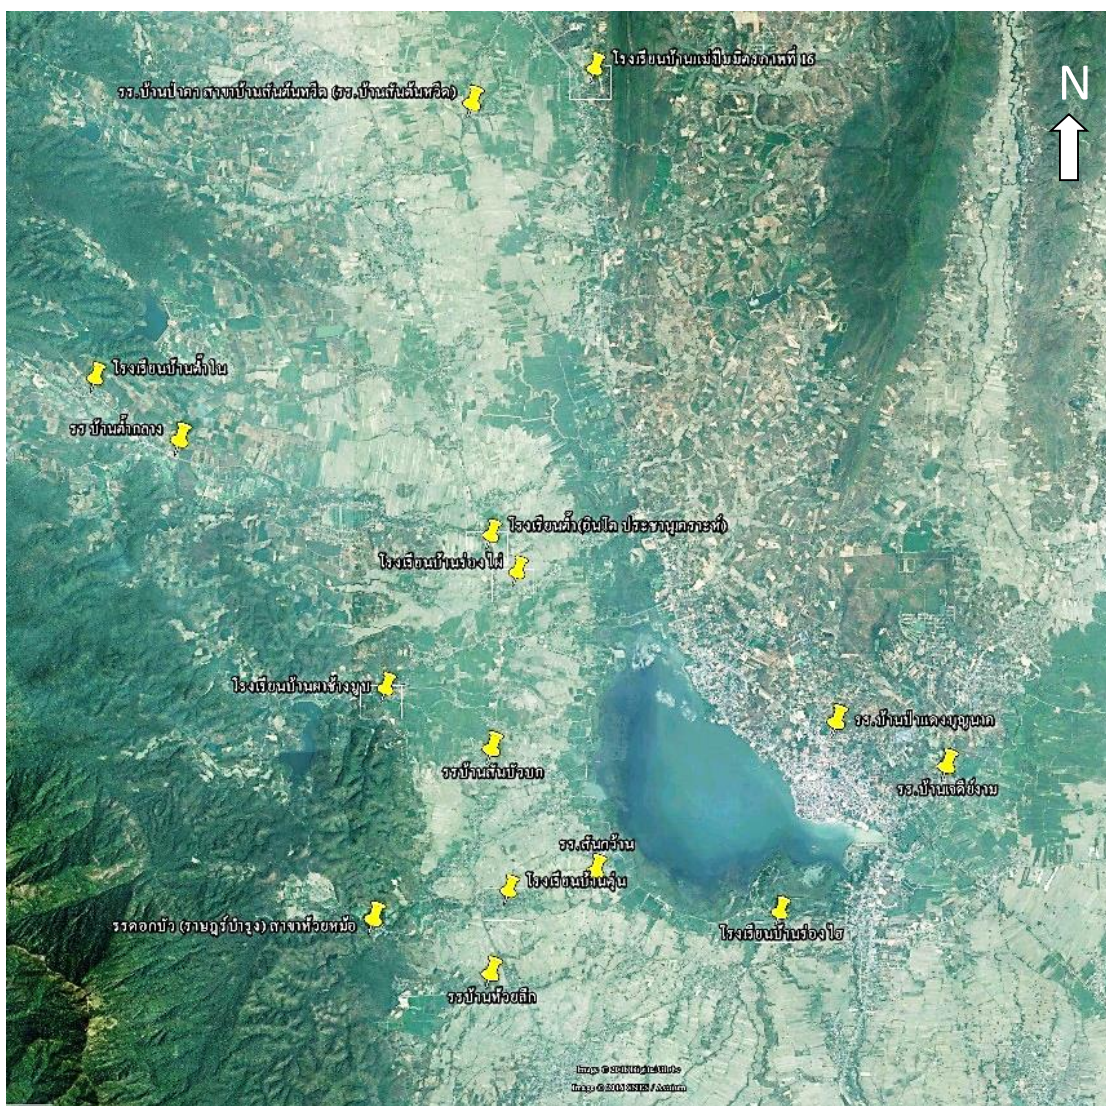 โรงเรียนบ้านแม่ปืมมิตรภาพที่ 16
รร.บ้านป่าคา สาขาบ้านสันต้นหวีด (รร.บ้านสันต้นหวีด)
N
โรงเรียนบ้านต๊ำใน
รร บ้านต๊ำกลาง
โรงเรียนต๊ำ(อินโต ประชานุเคราะห์)
โรงเรียนบ้านร่องไผ่
โรงเรียนบ้านผาช้างมูบ
รร.บ้านป่าแดงบุญนาค
รรบ้านสันบัวบก
รร.บ้านเจดีย์งาม
รร.สันกว้าน
โรงเรียนบ้านตุ่น
รรดอกบัว (ราษฎร์บำรุง) สาขาห้วยหม้อ
โรงเรียนบ้านร่องไฮ
รรบ้านห้วยลึก